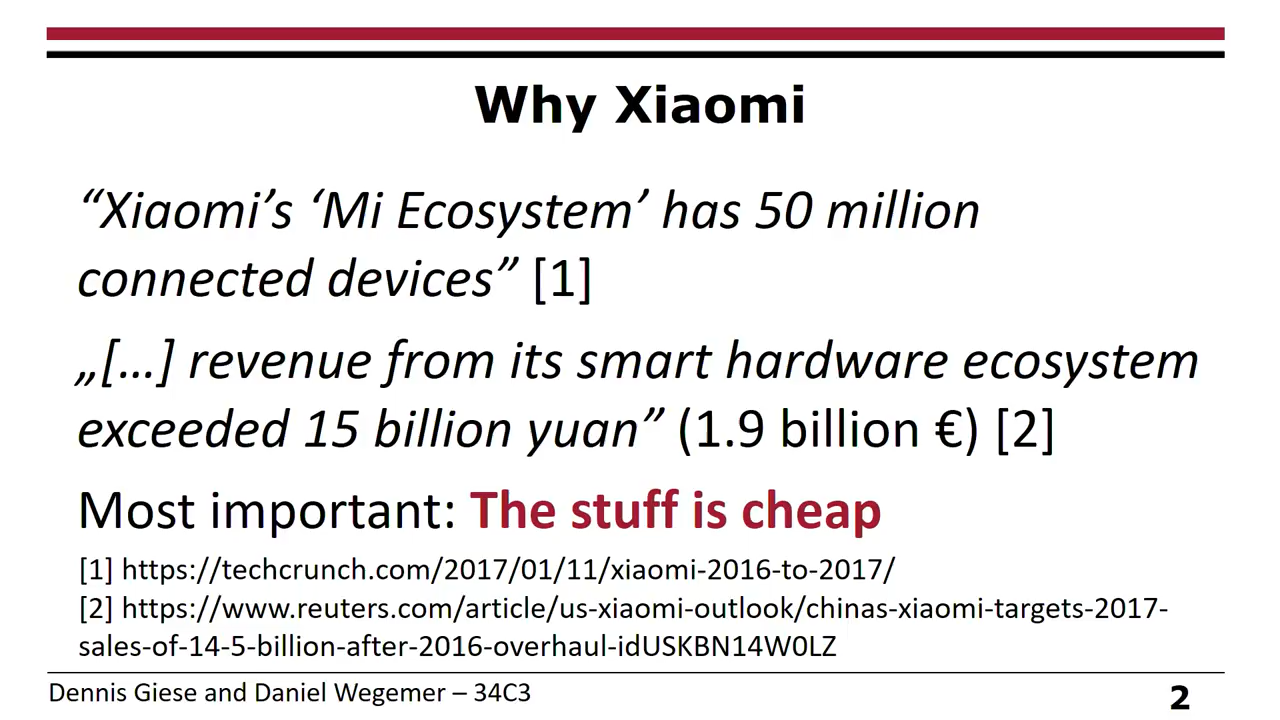 Why Xiaomi
“Xiaomi’s ‘Mi Ecosystem’ has 50 million
connected devices” [1]
„[…] revenue from its smart hardware ecosystem
exceeded 15 billion yuan” (1.9 billion €) [2]
Most important: The stuff is cheap
[1] https://techcrunch.com/2017/01/11/xiaomi-2016-to-2017/
[2] https://www.reuters.com/article/us-xiaomi-outlook/chinas-xiaomi-targets-2017-
sales-of-14-5-billion-after-2016-overhaul-idUSKBN14W0LZ
Dennis Giese and Daniel Wegemer – 34C3
2